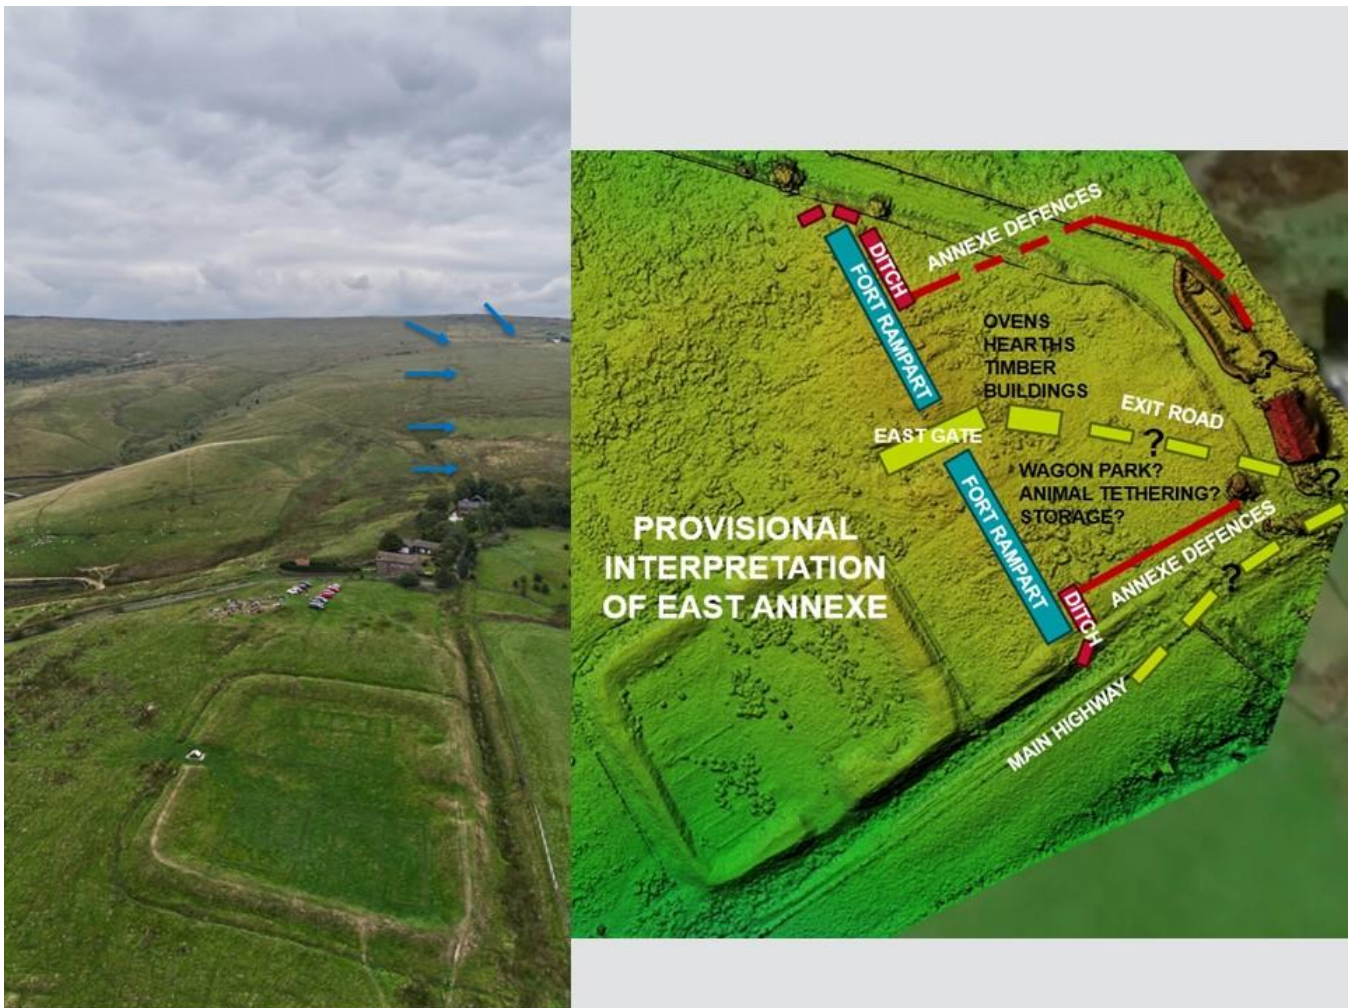 ANNEXE DEFENCES
DITCH
FORT RAMPART
OVENS
HEARTHS
TIMBER
BUILDINGS
?
EXIT ROAD
EAST GATE
?
WAGON PARK?
ANIMAL TETHERING?
STORAGE?
?
FORT RAMPART
PROVISIONAL
INTERPRETATION
OF EAST ANNEXE
ANNEXE DEFENCES
?
DITCH
MAIN HIGHWAY